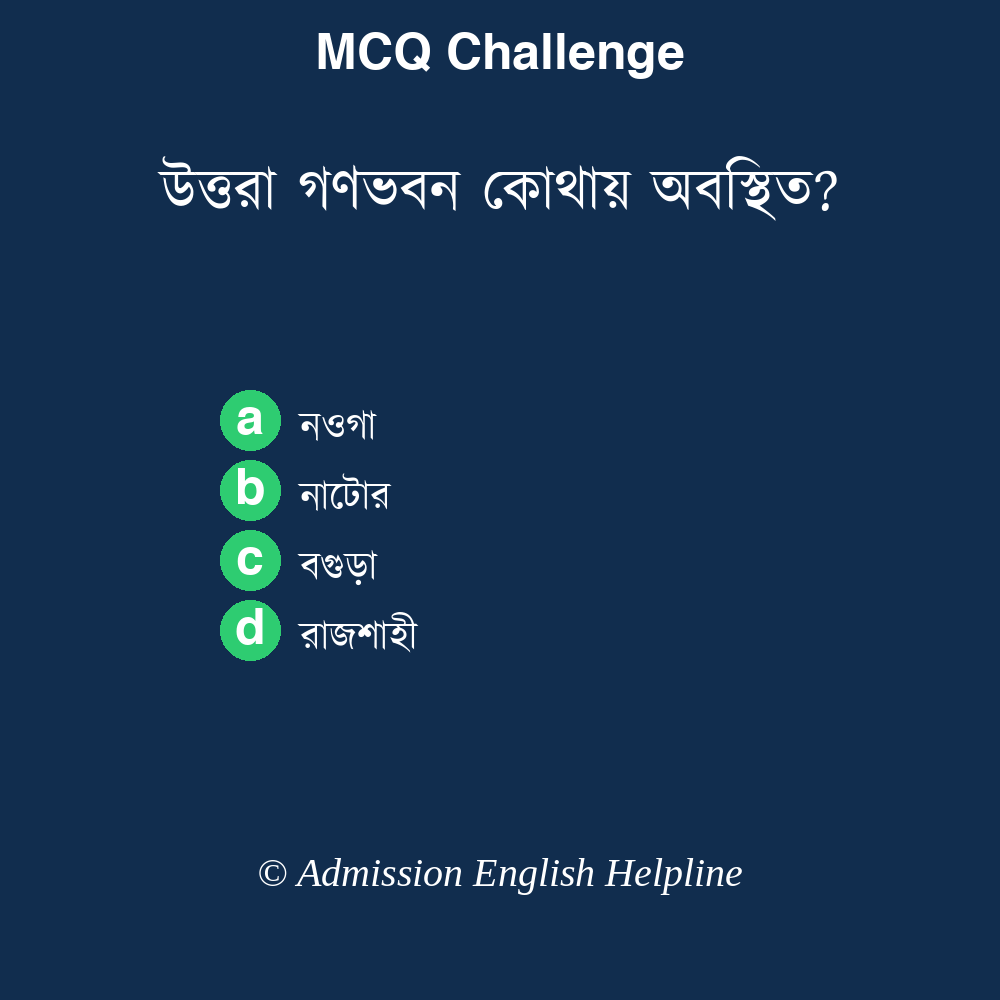 MCQ Challenge
উত্তরা গণভবন কোথায় অবস্থিত?
a নওগা
b নাটোর
c বগুড়া
d রাজশাহী
© Admission English Helpline